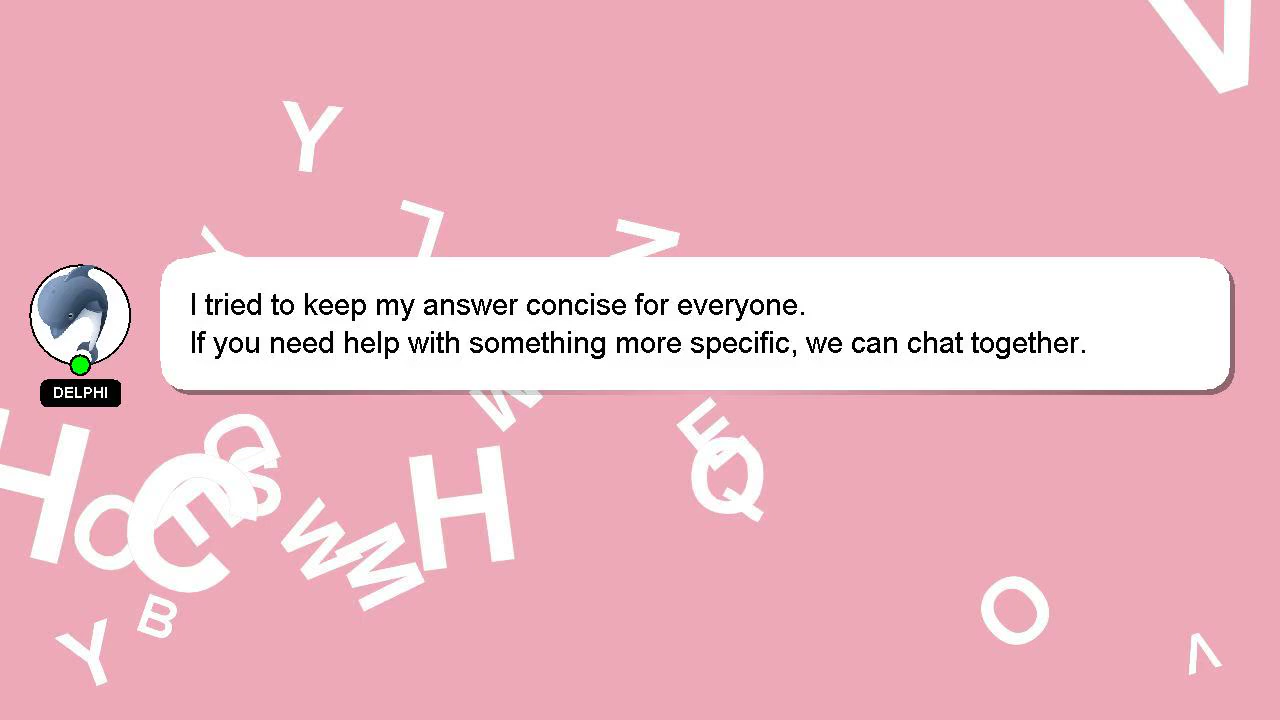 I tried to keep my answer concise for everyone.
If you need help with something more specific, we can chat together.
DELPHI
Y
L
Y
Z
V
W
H
O
C
E
G
S
W
M
H
E
Q
B
Y
O
V